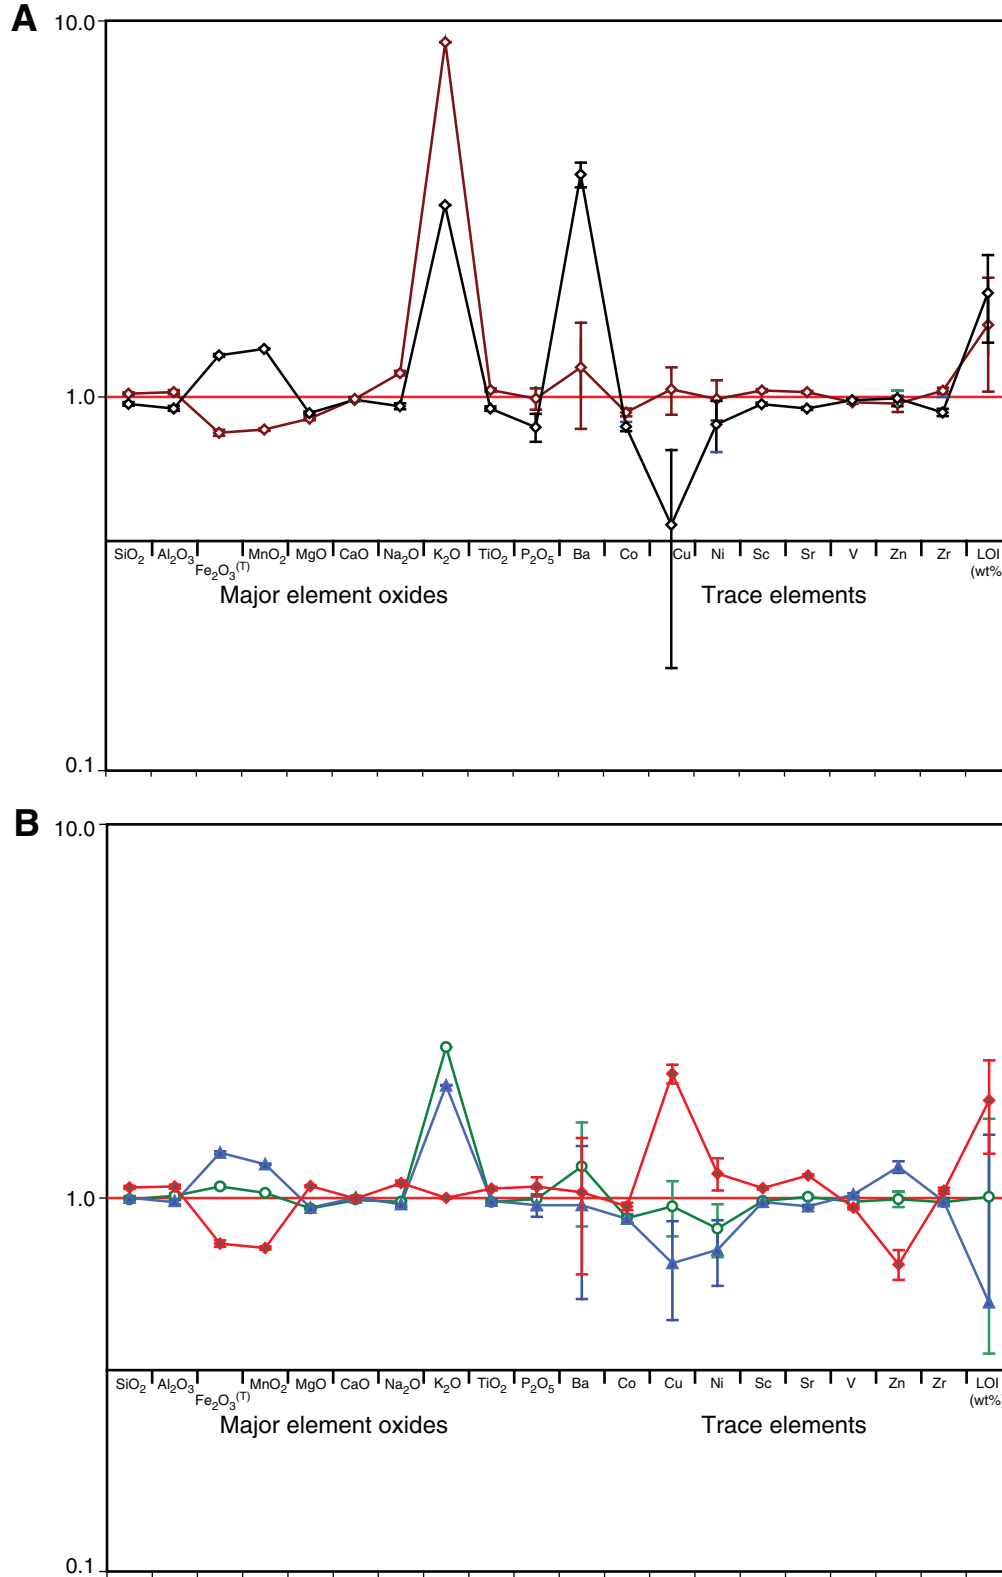 A
10.0
1.0
SiO₂ Al₂O₃ MnO₂ MgO CaO Na₂O K₂O TiO₂ P₂O₅ Ba Co Cu Ni Sc Sr V Zn Zr LOI
Fe₂O₃⁽ᵀ⁾ (wt%
Major element oxides Trace elements
0.1
B
10.0
1.0
SiO₂ Al₂O₃ MnO₂ MgO CaO Na₂O K₂O TiO₂ P₂O₅ Ba Co Cu Ni Sc Sr V Zn Zr LOI
Fe₂O₃⁽ᵀ⁾ (wt%)
Major element oxides Trace elements
0.1